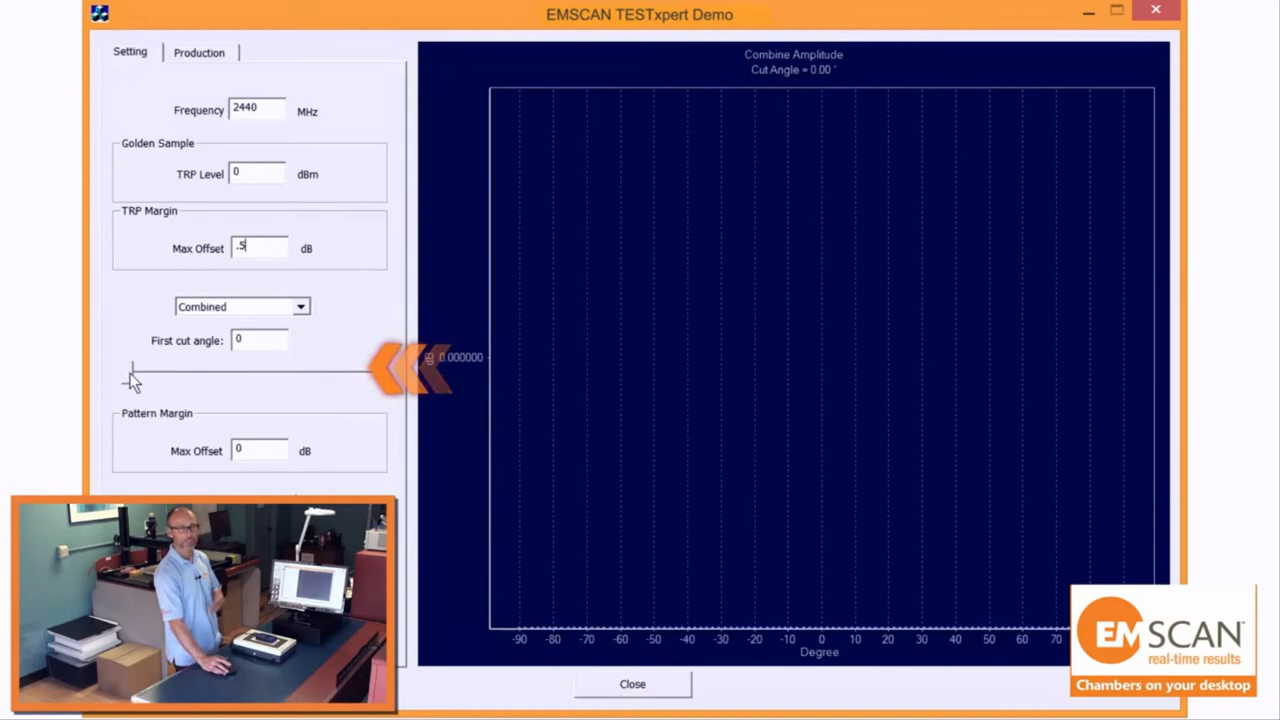 EMSCAN TESTxpert Demo
Setting
Production
Frequency 2440 MHz
Golden Sample
TRP Level 0 dBm
TRP Margin
Max Offset .5 dB
Combined
First cut angle: 0
Pattern Margin
Max Offset 0 dB
Combine Amplitude
Cut Angle = 0.00 °
dB 0.000000
-90 -80 -70 -60 -50 -40 -30 -20 -10 0 10 20 30 40 50 60 70
Degree
Close
EMSCAN™
real-time results
Chambers on your desktop